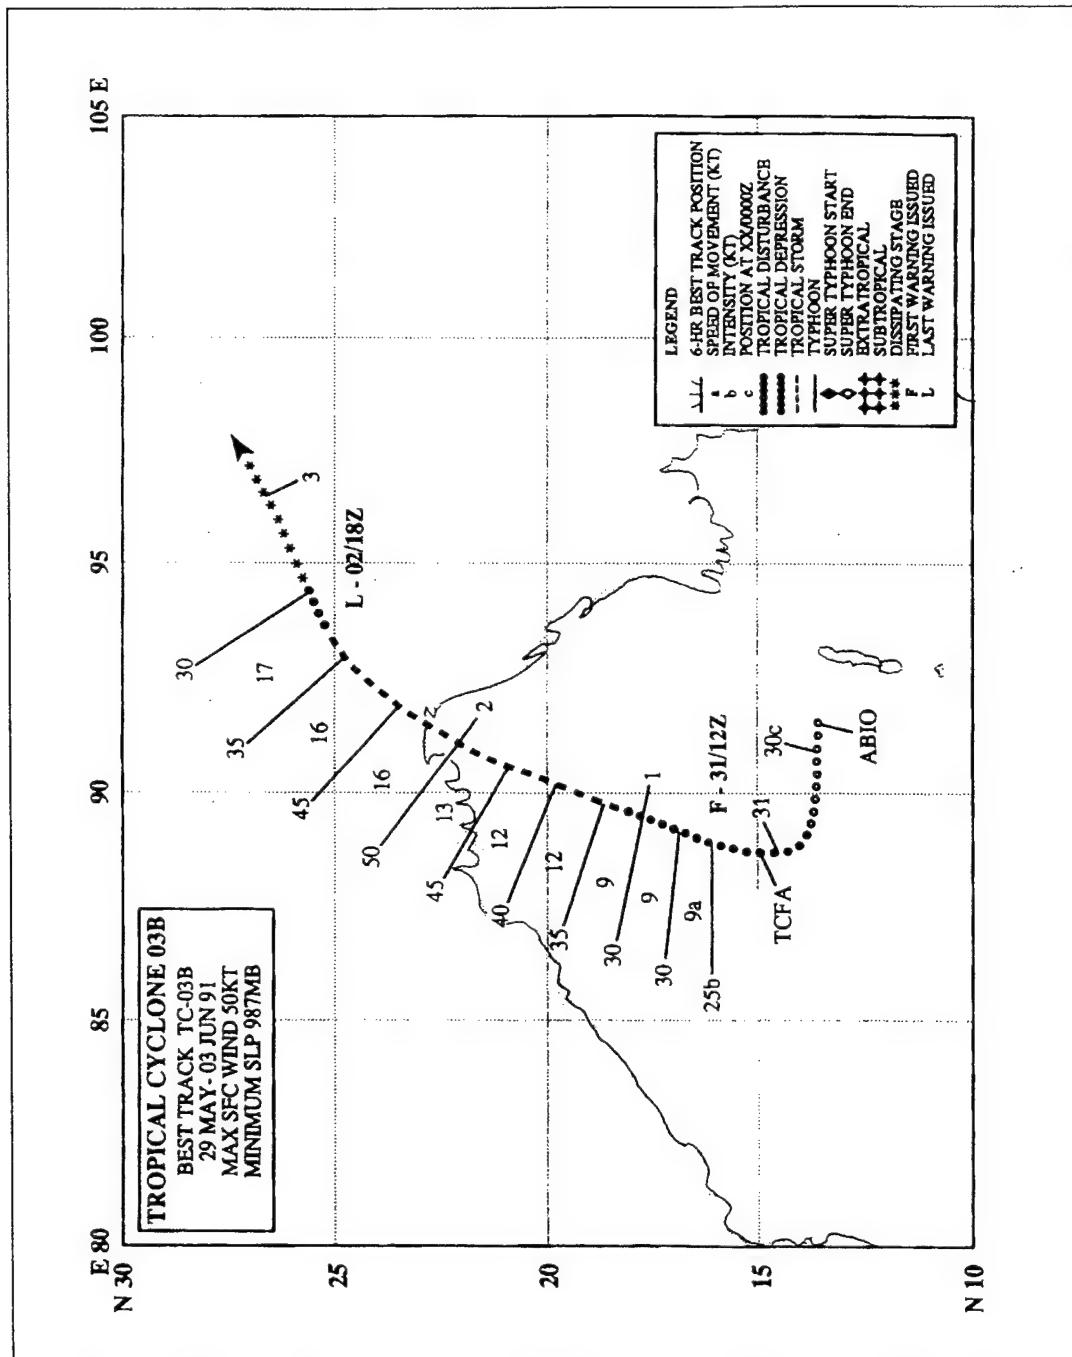 TROPICAL CYCLONE 03B
BEST TRACK TC-03B
29 MAY - 03 JUN 91
MAX SFC WIND 50KT
MINIMUM SLP 987MB
E 80
85
90
95
100
105 E
N 30
25
20
15
N 10
30
17
35
16
45
16
50
13
45
12
40
12
35
9
30
9
30
9a
25b
TCFA
3
L - 02/18Z
2
1
F - 31/12Z
31
30c
ABIO
LEGEND
6-HR BEST TRACK POSITION
a SPEED OF MOVEMENT (KT)
b INTENSITY (KT)
c POSITION AT XX/0000Z
TROPICAL DISTURBANCE
TROPICAL DEPRESSION
TROPICAL STORM
TYPHOON
SUPER TYPHOON START
SUPER TYPHOON END
EXTRATROPICAL
SUBTROPICAL
*** DISSIPATING STAGE
F FIRST WARNING ISSUED
L LAST WARNING ISSUED